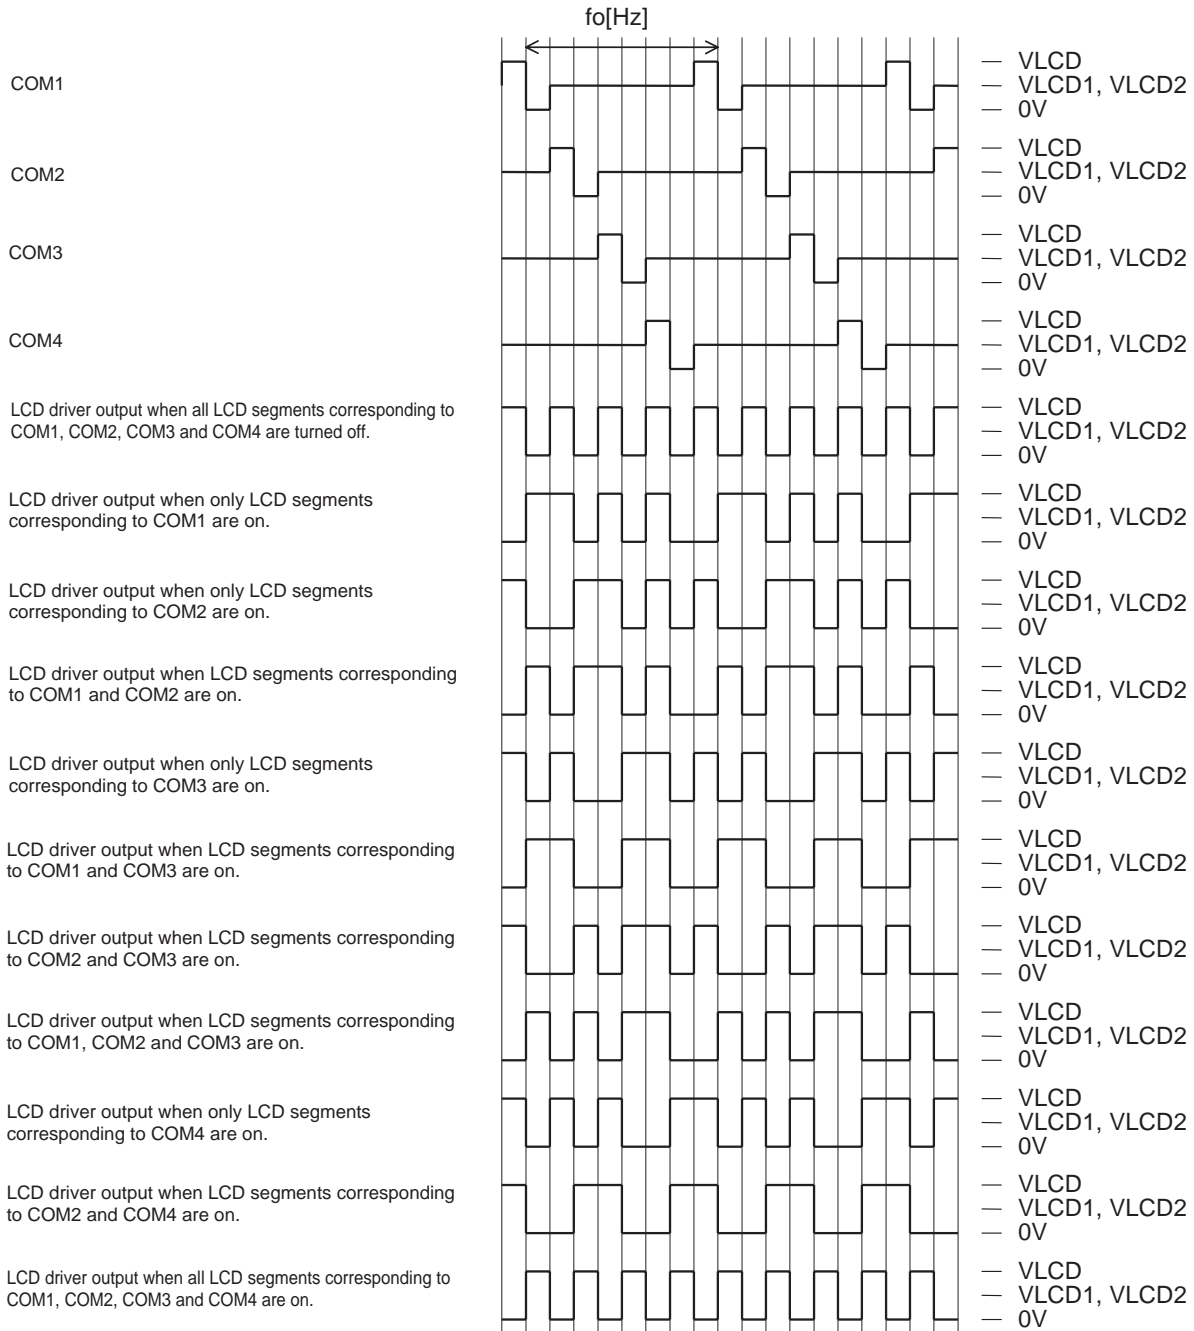 fo[Hz]
COM1
VLCD
VLCD1, VLCD2
0V
COM2
VLCD
VLCD1, VLCD2
0V
COM3
VLCD
VLCD1, VLCD2
0V
COM4
VLCD
VLCD1, VLCD2
0V
LCD driver output when all LCD segments corresponding to
COM1, COM2, COM3 and COM4 are turned off.
VLCD
VLCD1, VLCD2
0V
LCD driver output when only LCD segments
corresponding to COM1 are on.
VLCD
VLCD1, VLCD2
0V
LCD driver output when only LCD segments
corresponding to COM2 are on.
VLCD
VLCD1, VLCD2
0V
LCD driver output when LCD segments corresponding
to COM1 and COM2 are on.
VLCD
VLCD1, VLCD2
0V
LCD driver output when only LCD segments
corresponding to COM3 are on.
VLCD
VLCD1, VLCD2
0V
LCD driver output when LCD segments corresponding
to COM1 and COM3 are on.
VLCD
VLCD1, VLCD2
0V
LCD driver output when LCD segments corresponding
to COM2 and COM3 are on.
VLCD
VLCD1, VLCD2
0V
LCD driver output when LCD segments corresponding
to COM1, COM2 and COM3 are on.
VLCD
VLCD1, VLCD2
0V
LCD driver output when only LCD segments
corresponding to COM4 are on.
VLCD
VLCD1, VLCD2
0V
LCD driver output when LCD segments corresponding
to COM2 and COM4 are on.
VLCD
VLCD1, VLCD2
0V
LCD driver output when all LCD segments corresponding to
COM1, COM2, COM3 and COM4 are on.
VLCD
VLCD1, VLCD2
0V